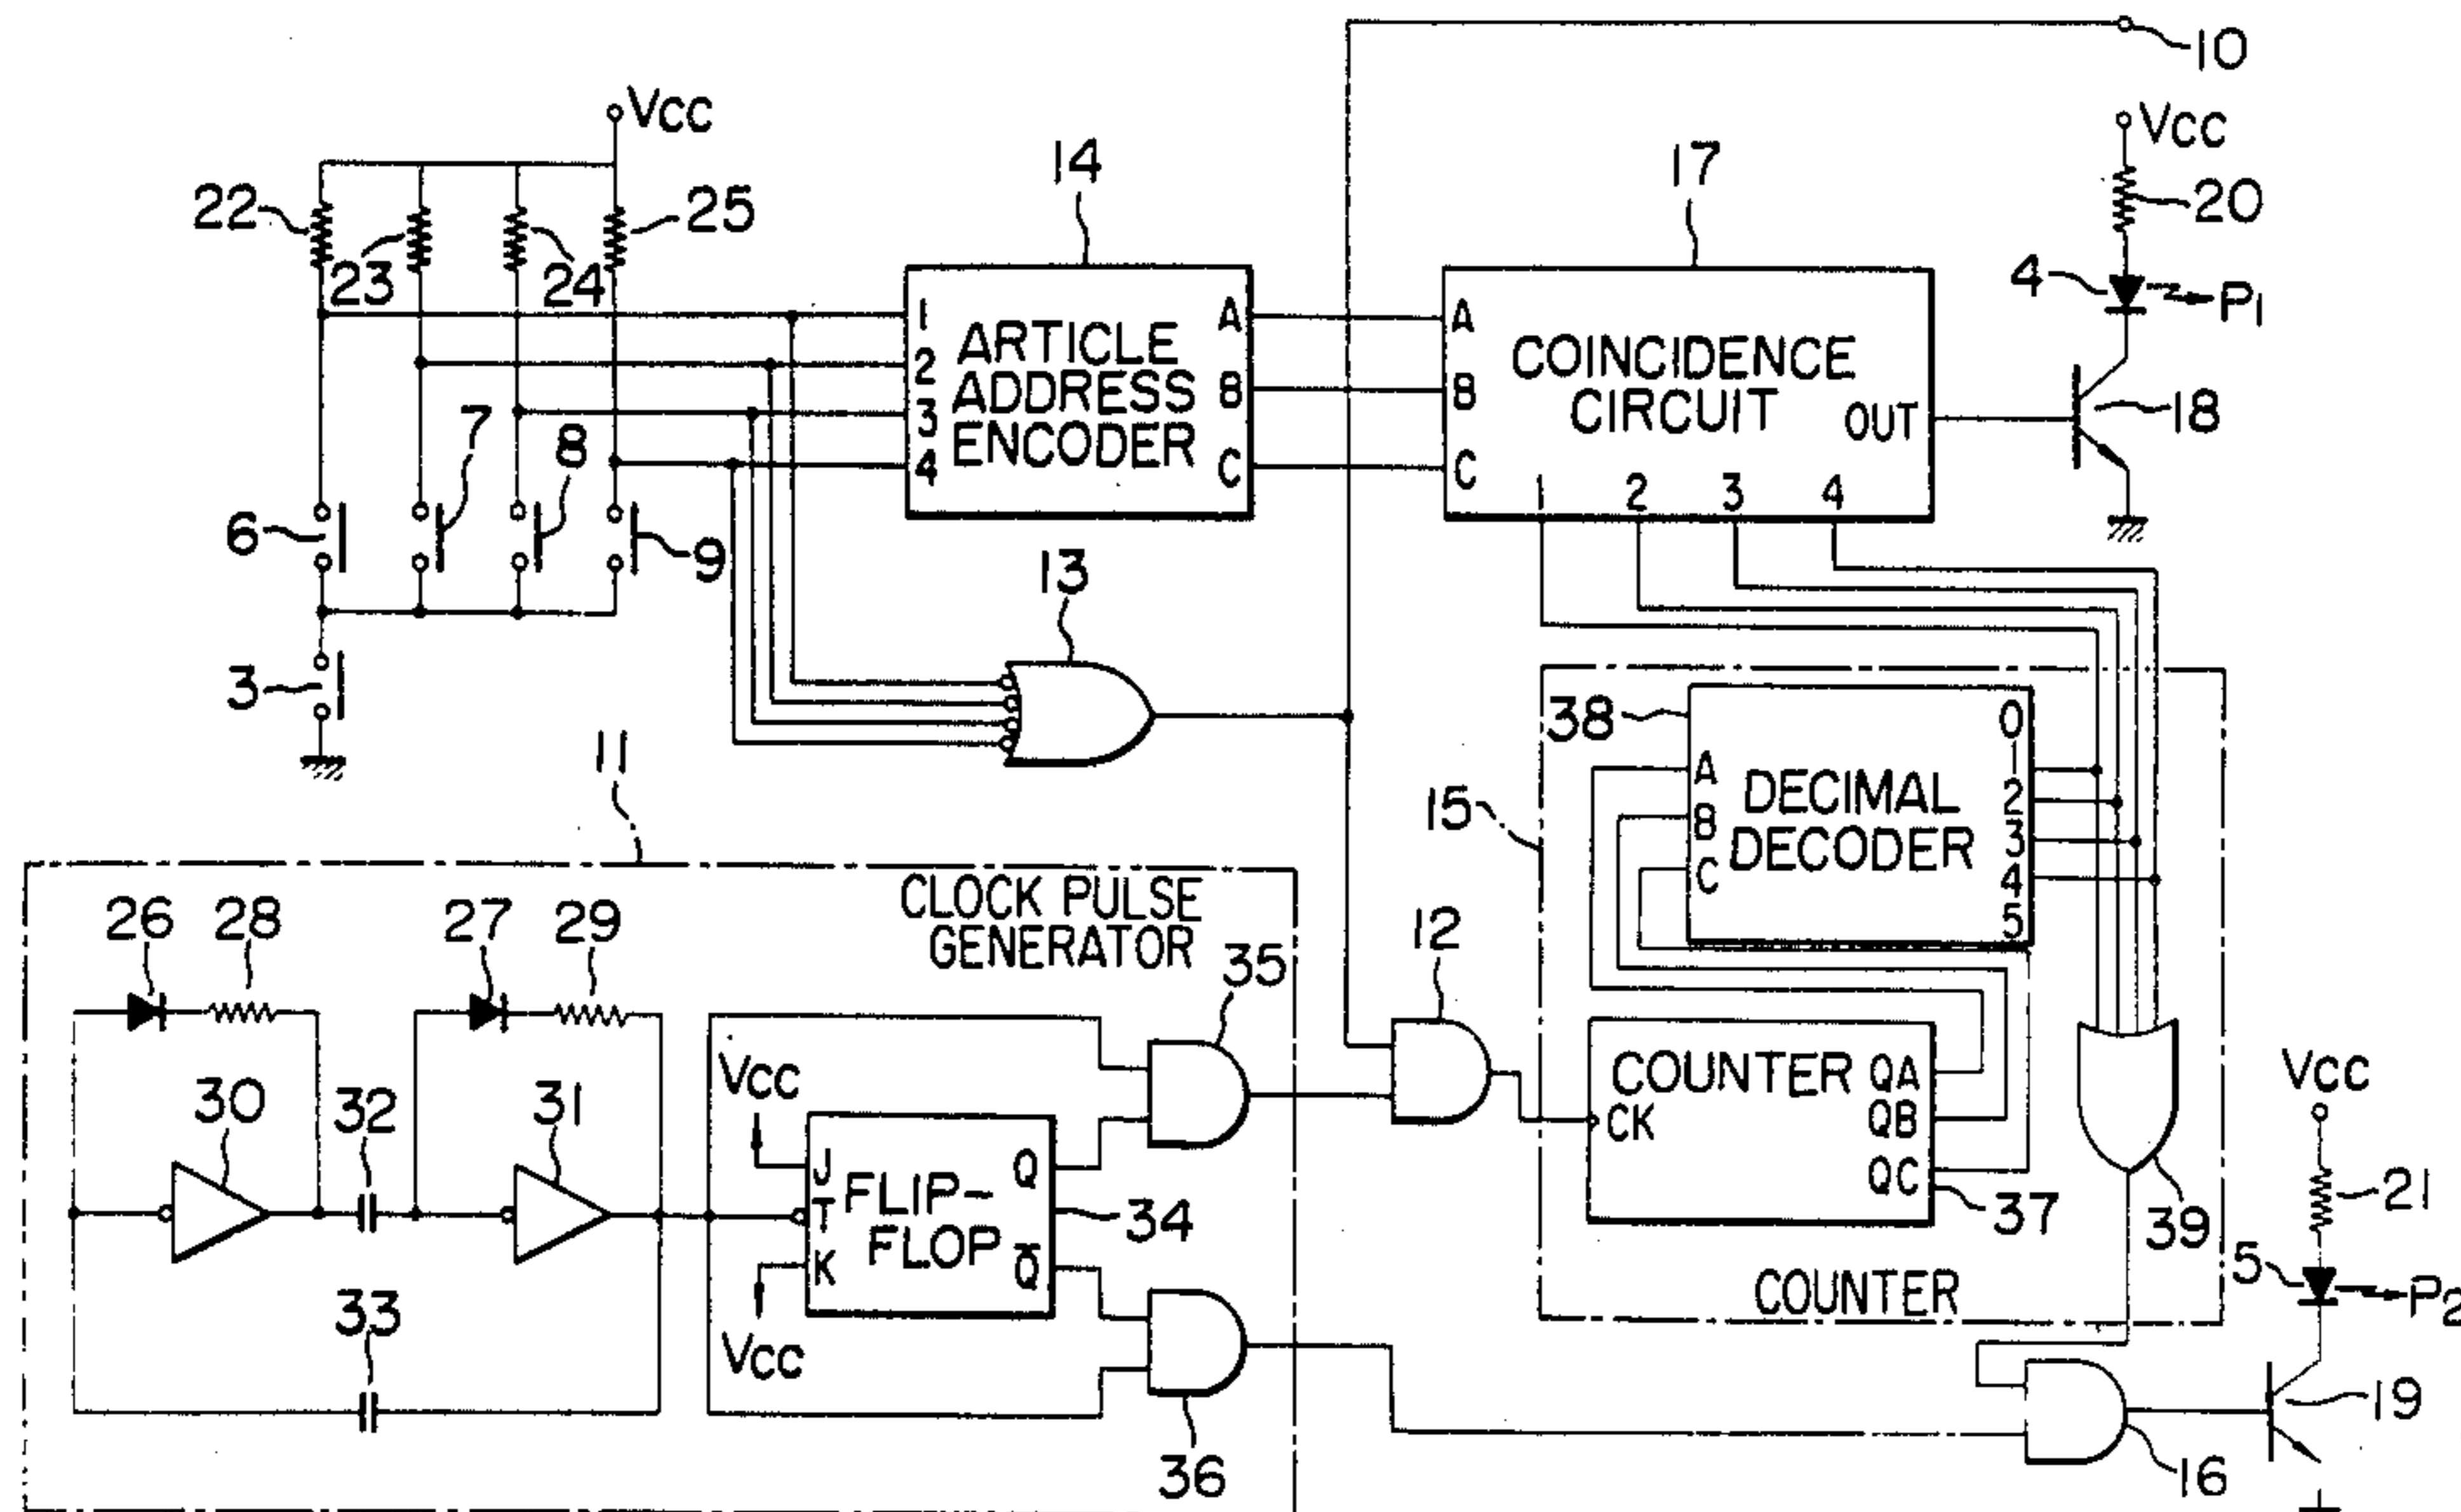 10
VCC
VCC
14
17
22
25
20
23
24
4
P1
1
A
A
ARTICLE
ADDRESS
ENCODER
2
B
B
COINCIDENCE
CIRCUIT
3
7
8
OUT
18
4
C
C
1
2
3
4
6
9
13
3
38
0
11
A
DECIMAL
DECODER
1
15
B
2
3
C
4
5
CLOCK PULSE
GENERATOR
26
28
27
29
35
12
VCC
30
32
31
COUNTER
QA
CK
QB
QC
VCC
J
FLIP-
FLOP
Q
T
34
37
39
21
K
Q̅
5
P2
33
VCC
COUNTER
36
19
16